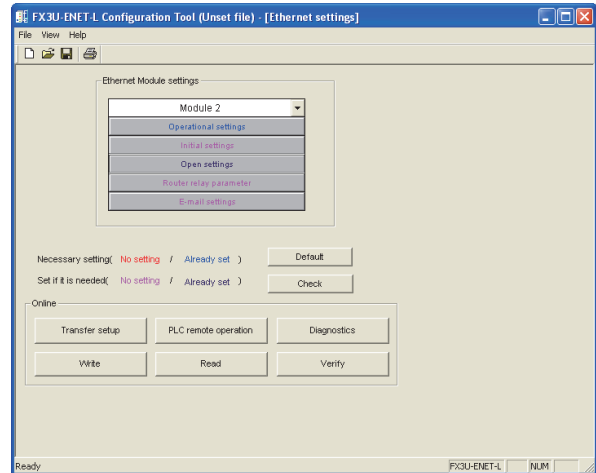 FX3U-ENET-L Configuration Tool (Unset file) - [Ethernet settings]
File View Help
Ethernet Module settings
Module 2
Operational settings
Initial settings
Open settings
Router relay parameter
E-mail settings
Necessary setting( No setting / Already set ) Default
Set if it is needed( No setting / Already set ) Check
Online
Transfer setup PLC remote operation Diagnostics
Write Read Verify
Ready FX3U-ENET-L NUM